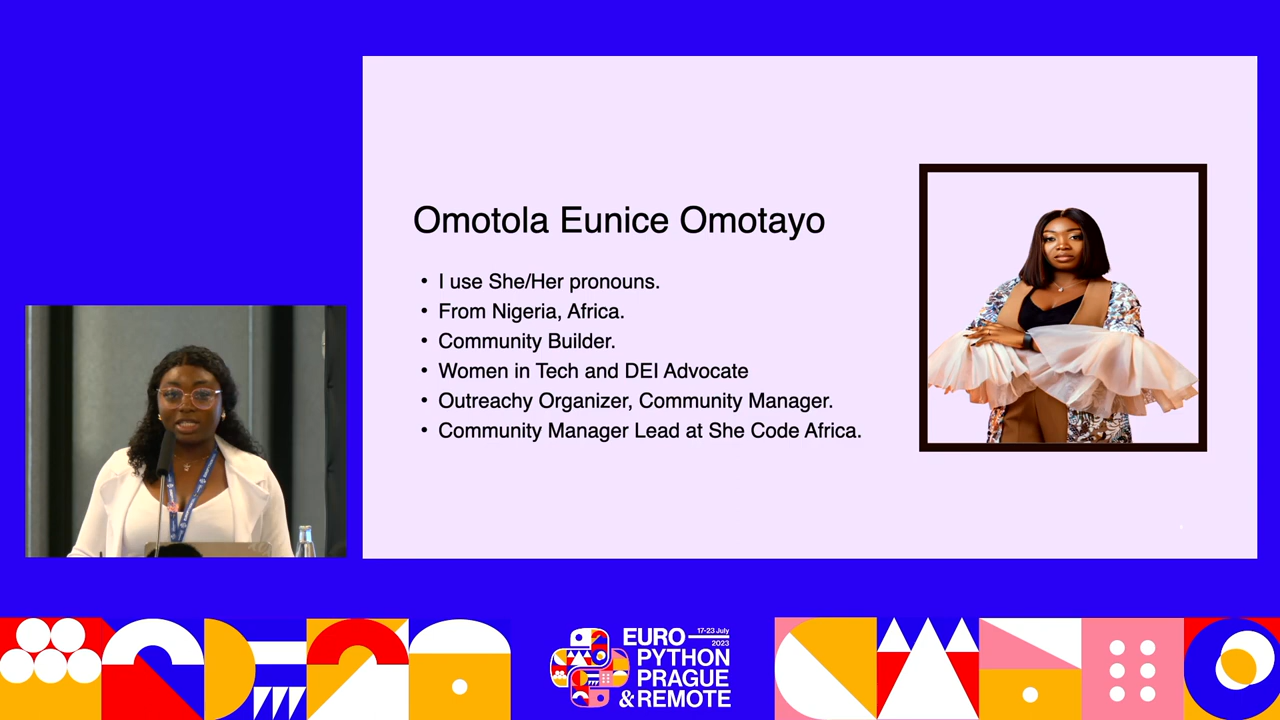 Omotola Eunice Omotayo
• I use She/Her pronouns.
• From Nigeria, Africa.
• Community Builder.
• Women in Tech and DEI Advocate
• Outreachy Organizer, Community Manager.
• Community Manager Lead at She Code Africa.
17-23 July
2023
EURO
PYTHON
PRAGUE
& REMOTE